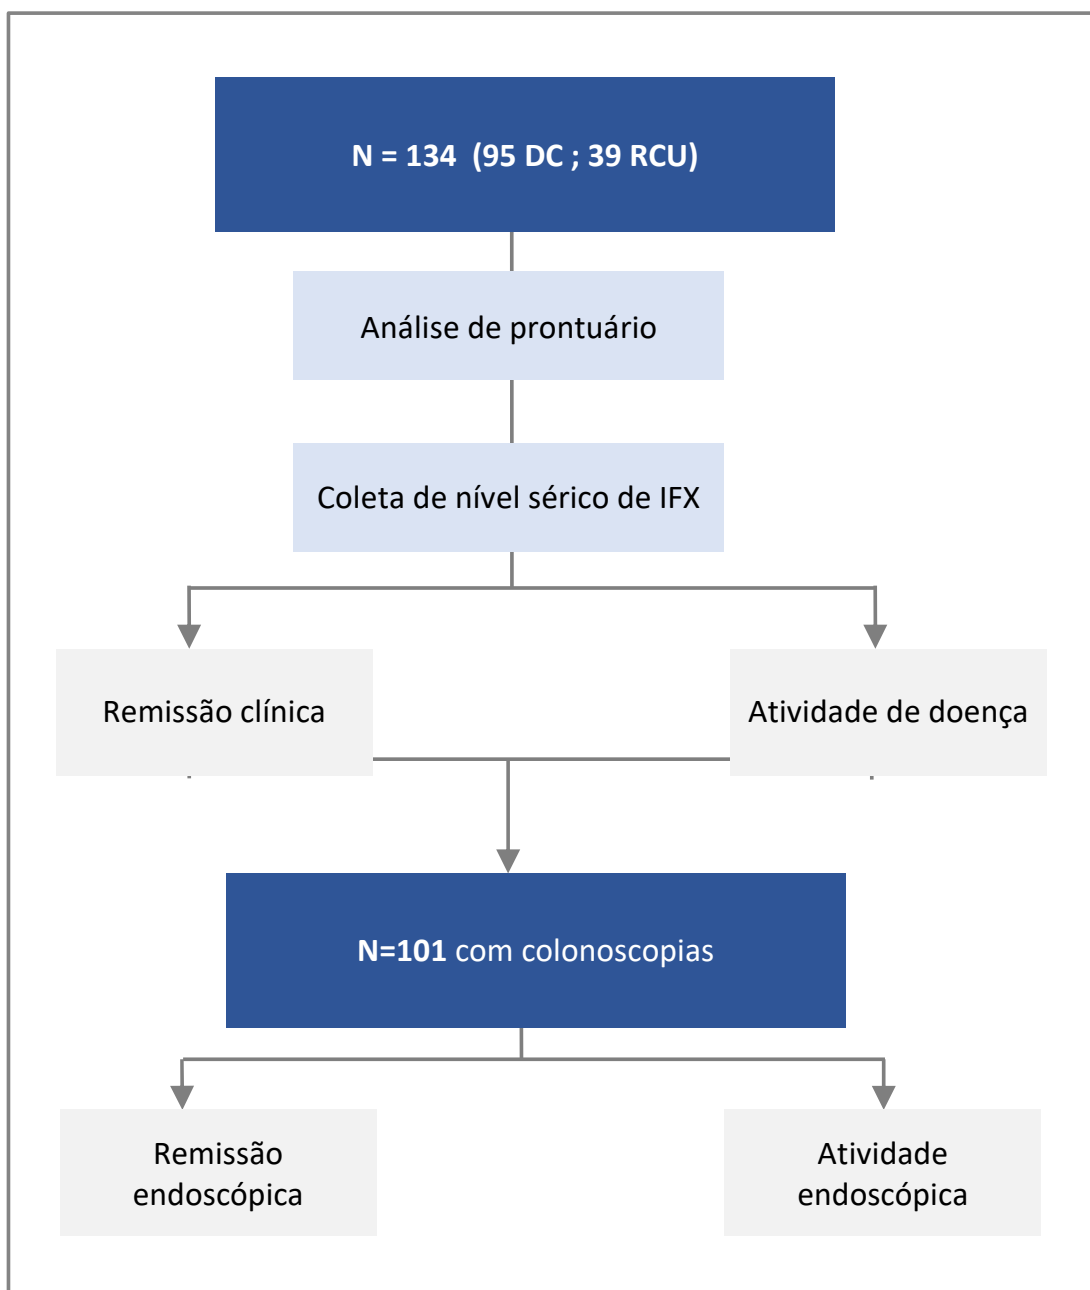 N = 134  (95 DC ; 39 RCU)
Análise de prontuário
Coleta de nível sérico de IFX
Remissão clínica
Atividade de doença
N=101 com colonoscopias
Remissão
endoscópica
Atividade
endoscópica